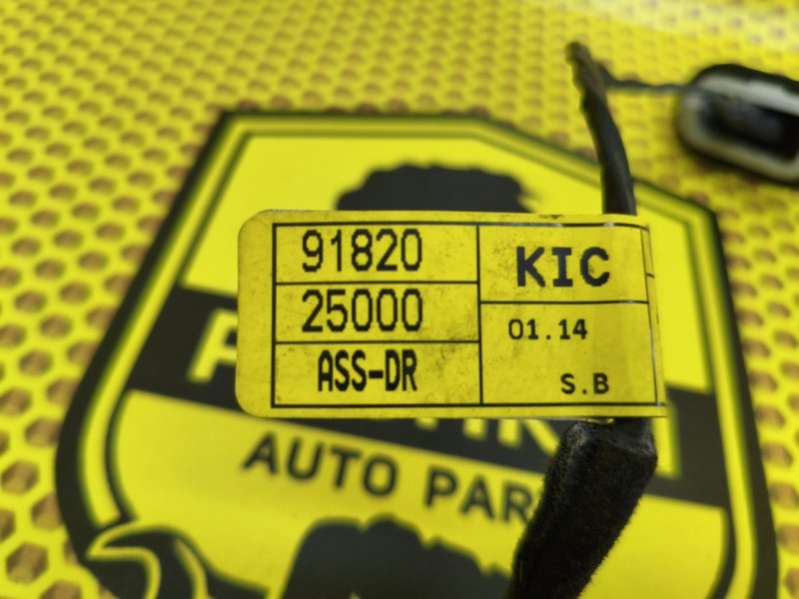 91820
25000
ASS-DR
KIC
01.14
S.B
AUTO PAR